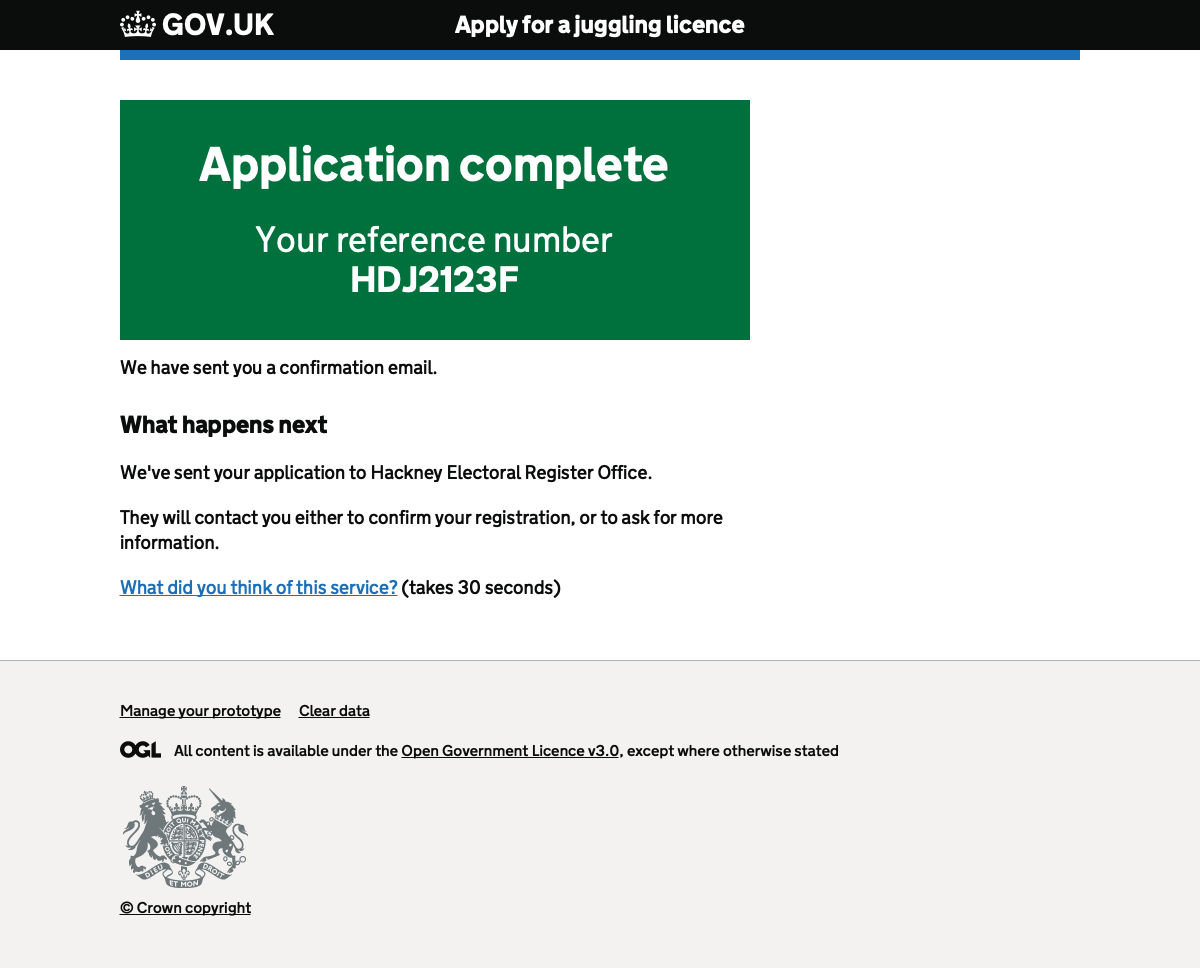 GOV.UK Apply for a juggling licence
Application complete
Your reference number
HDJ2123F
We have sent you a confirmation email.
What happens next
We've sent your application to Hackney Electoral Register Office.
They will contact you either to confirm your registration, or to ask for more
information.
What did you think of this service? (takes 30 seconds)
Manage your prototype Clear data
OGL All content is available under the Open Government Licence v3.0, except where otherwise stated
DIEU ET MON DROIT
© Crown copyright